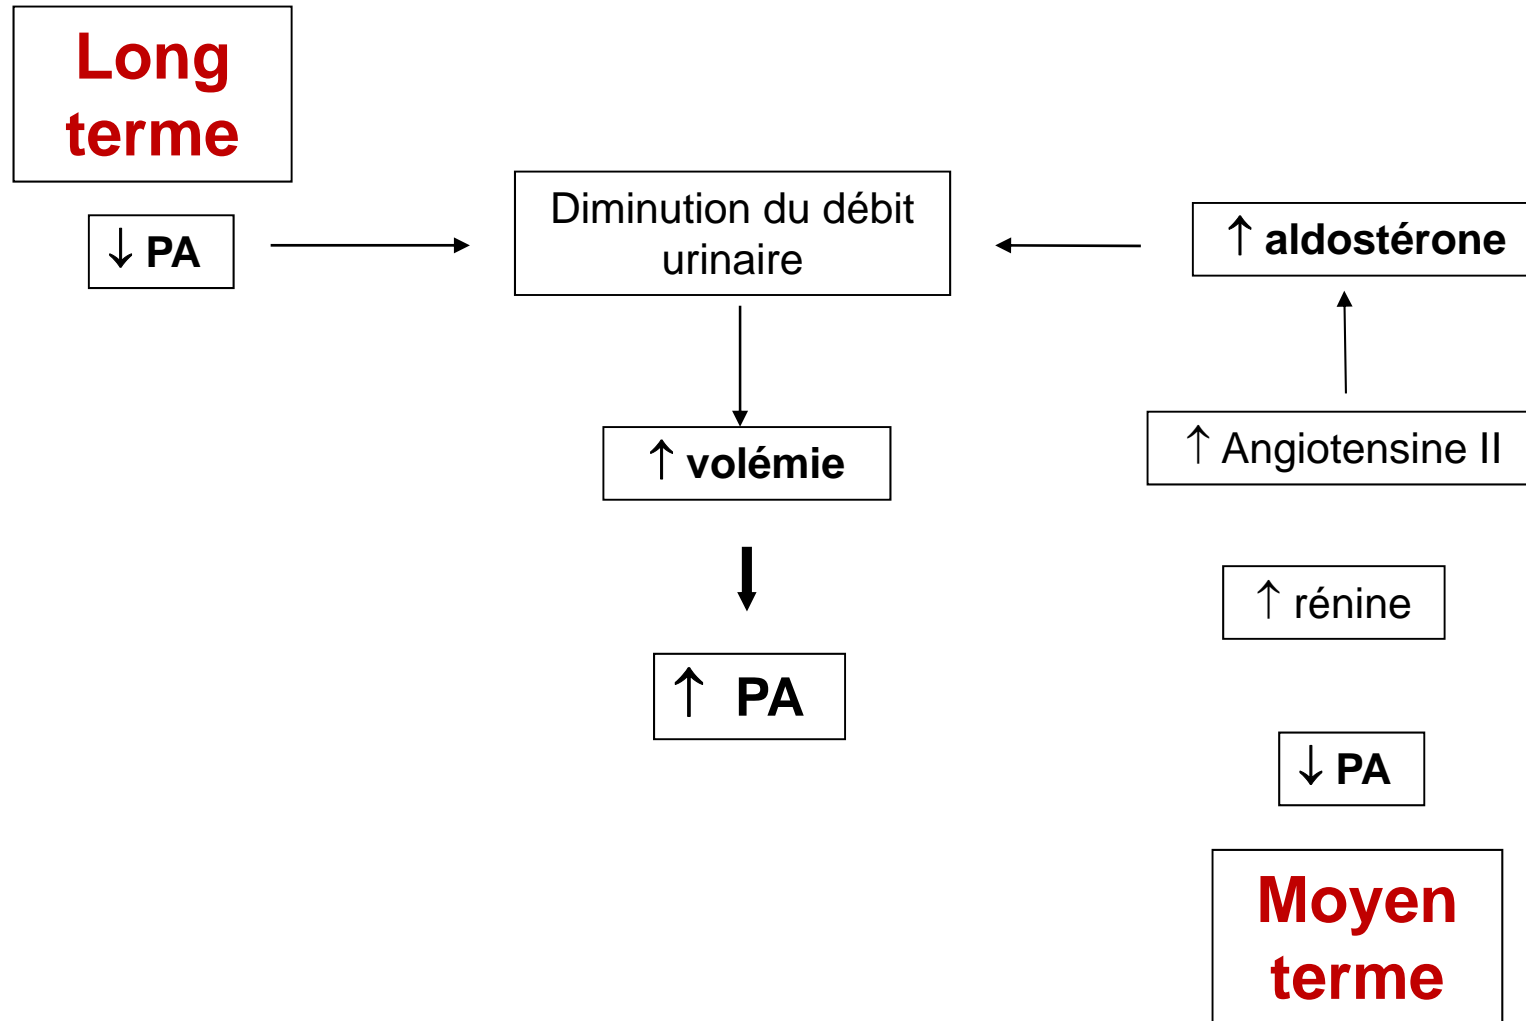 Long
terme
↓ PA
Diminution du débit
urinaire
↑ aldostérone
↑ volémie
↑ Angiotensine II
↑ rénine
↑ PA
↓ PA
Moyen
terme